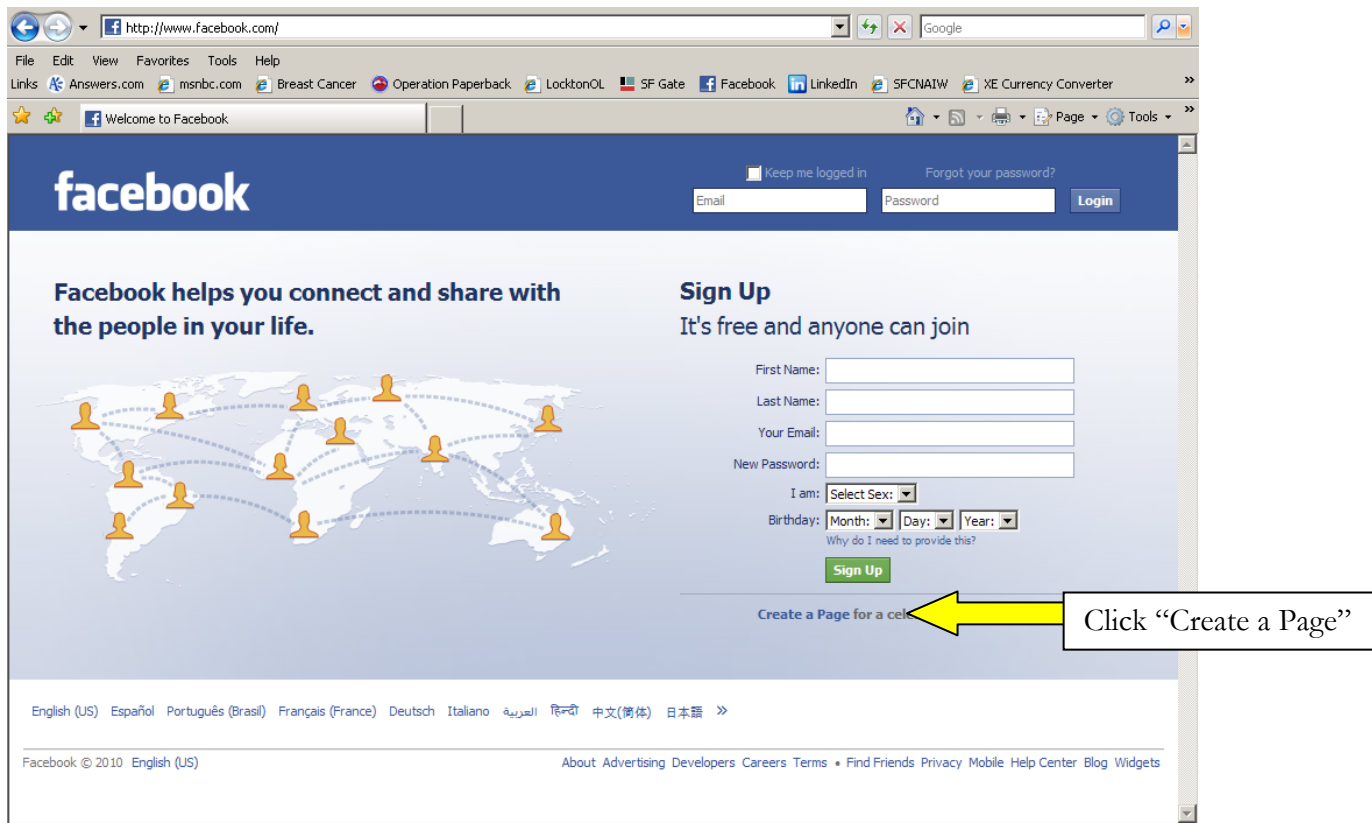 http://www.facebook.com/
Google
File Edit View Favorites Tools Help
Links Answers.com msnbc.com Breast Cancer Operation Paperback LocktonOL SF Gate Facebook LinkedIn SFCNAIW XE Currency Converter »
Welcome to Facebook
Page Tools »
Keep me logged in Forgot your password?
facebook
Email Password Login
Facebook helps you connect and share with
the people in your life.
Sign Up
It's free and anyone can join
First Name:
Last Name:
Your Email:
New Password:
I am: Select Sex:
Birthday: Month: Day: Year:
Why do I need to provide this?
Sign Up
Create a Page for a cel
Click “Create a Page”
English (US) Español Português (Brasil) Français (France) Deutsch Italiano العربية हिन्दी 中文(简体) 日本語 »
Facebook © 2010 English (US)
About Advertising Developers Careers Terms • Find Friends Privacy Mobile Help Center Blog Widgets